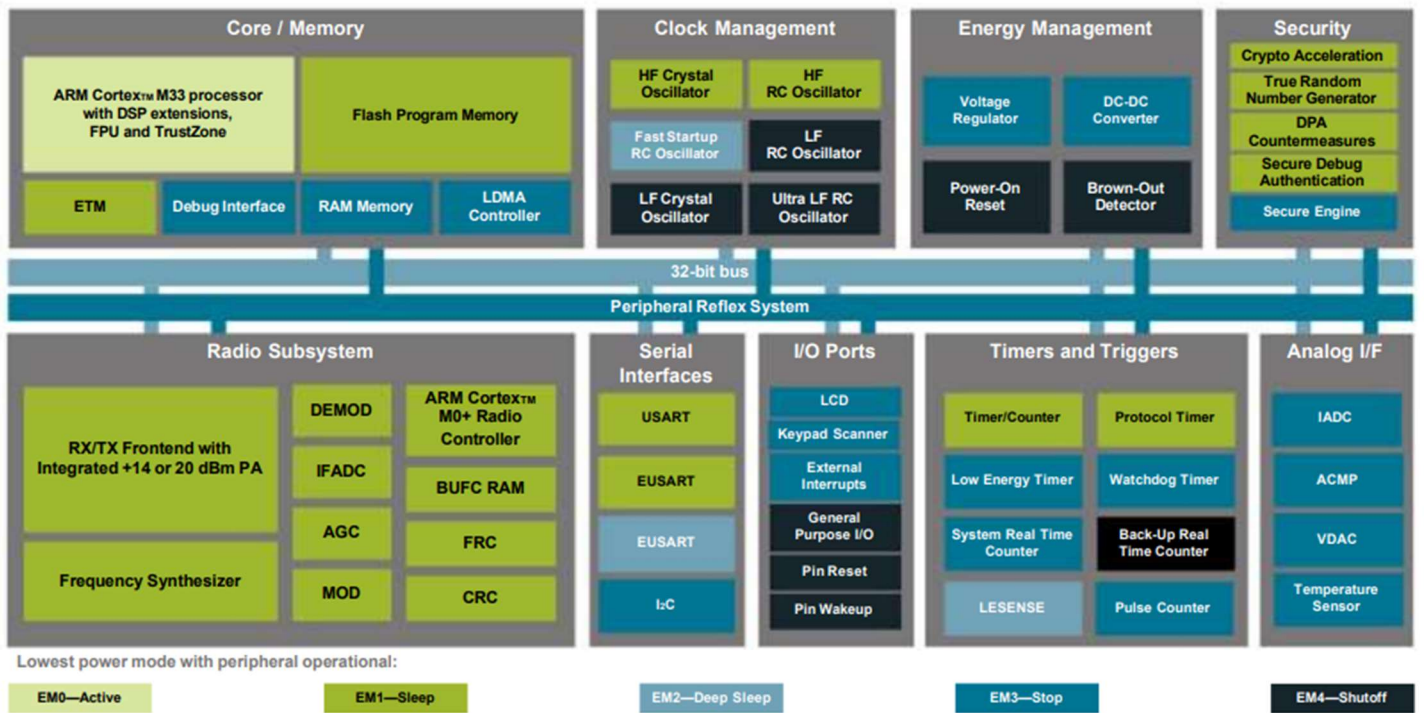 Core / Memory
ARM Cortex™ M33 processor
with DSP extensions,
FPU and TrustZone
Flash Program Memory
ETM
Debug Interface
RAM Memory
LDMA
Controller
Clock Management
HF Crystal
Oscillator
HF
RC Oscillator
Fast Startup
RC Oscillator
LF
RC Oscillator
LF Crystal
Oscillator
Ultra LF RC
Oscillator
Energy Management
Voltage
Regulator
DC-DC
Converter
Power-On
Reset
Brown-Out
Detector
Security
Crypto Acceleration
True Random
Number Generator
DPA
Countermeasures
Secure Debug
Authentication
Secure Engine
32-bit bus
Peripheral Reflex System
Radio Subsystem
RX/TX Frontend with
Integrated +14 or 20 dBm PA
Frequency Synthesizer
DEMOD
IFADC
AGC
MOD
ARM Cortex™
M0+ Radio
Controller
BUFC RAM
FRC
CRC
Serial
Interfaces
USART
EUSART
EUSART
I₂C
I/O Ports
LCD
Keypad Scanner
External
Interrupts
General
Purpose I/O
Pin Reset
Pin Wakeup
Timers and Triggers
Timer/Counter
Protocol Timer
Low Energy Timer
Watchdog Timer
System Real Time
Counter
Back-Up Real
Time Counter
LESENSE
Pulse Counter
Analog I/F
IADC
ACMP
VDAC
Temperature
Sensor
Lowest power mode with peripheral operational:
EM0—Active
EM1—Sleep
EM2—Deep Sleep
EM3—Stop
EM4—Shutoff